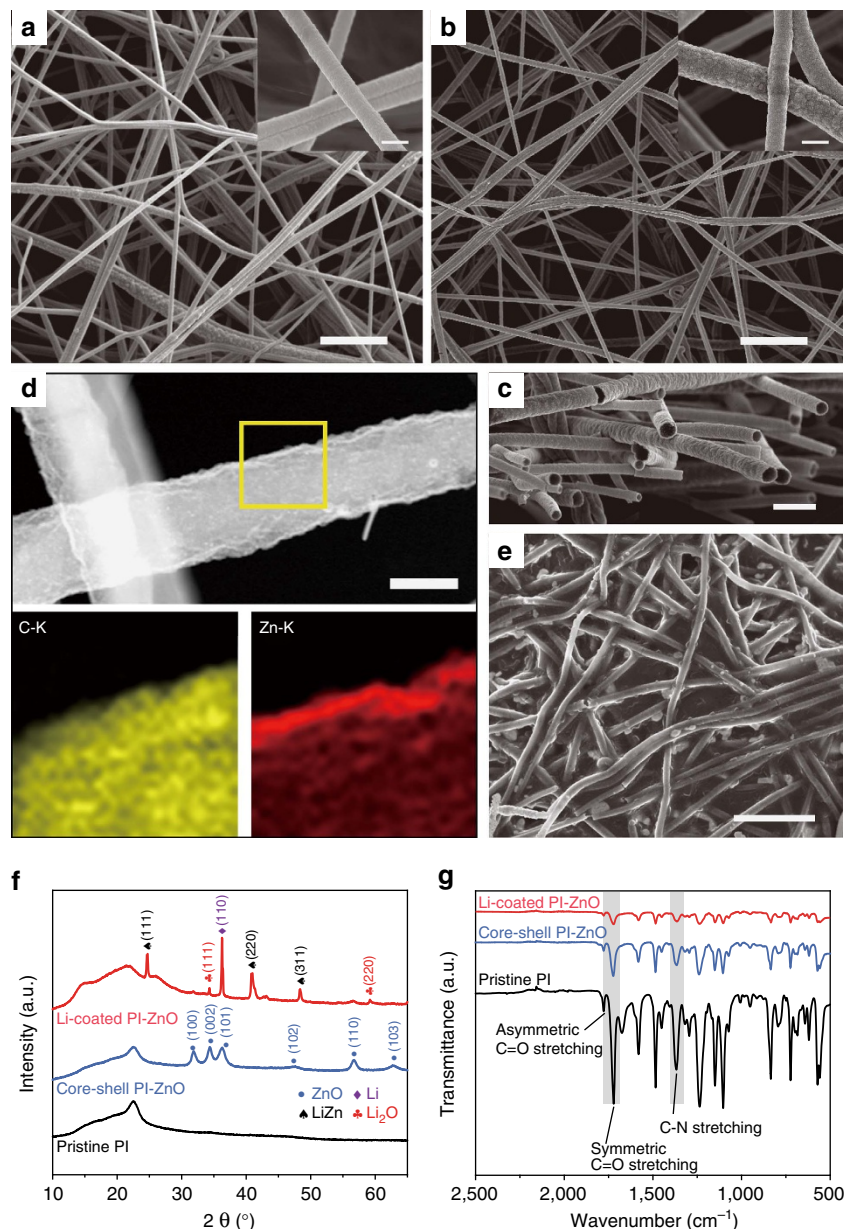 a
b
d
c
C-K
Zn-K
e
f
♠(111)
♣(111)
♦(110)
♠(220)
♠(311)
♣(220)
Li-coated PI-ZnO
(100)
(002)
(101)
(102)
(110)
(103)
Core-shell PI-ZnO
● ZnO
♦ Li
♠ LiZn
♣ Li₂O
Pristine PI
Intensity (a.u.)
10
20
30
40
50
60
2 θ (°)
g
Li-coated PI-ZnO
Core-shell PI-ZnO
Pristine PI
Asymmetric
C=O stretching
C-N stretching
Symmetric
C=O stretching
Transmittance (a.u.)
2,500
2,000
1,500
1,000
500
Wavenumber (cm⁻¹)